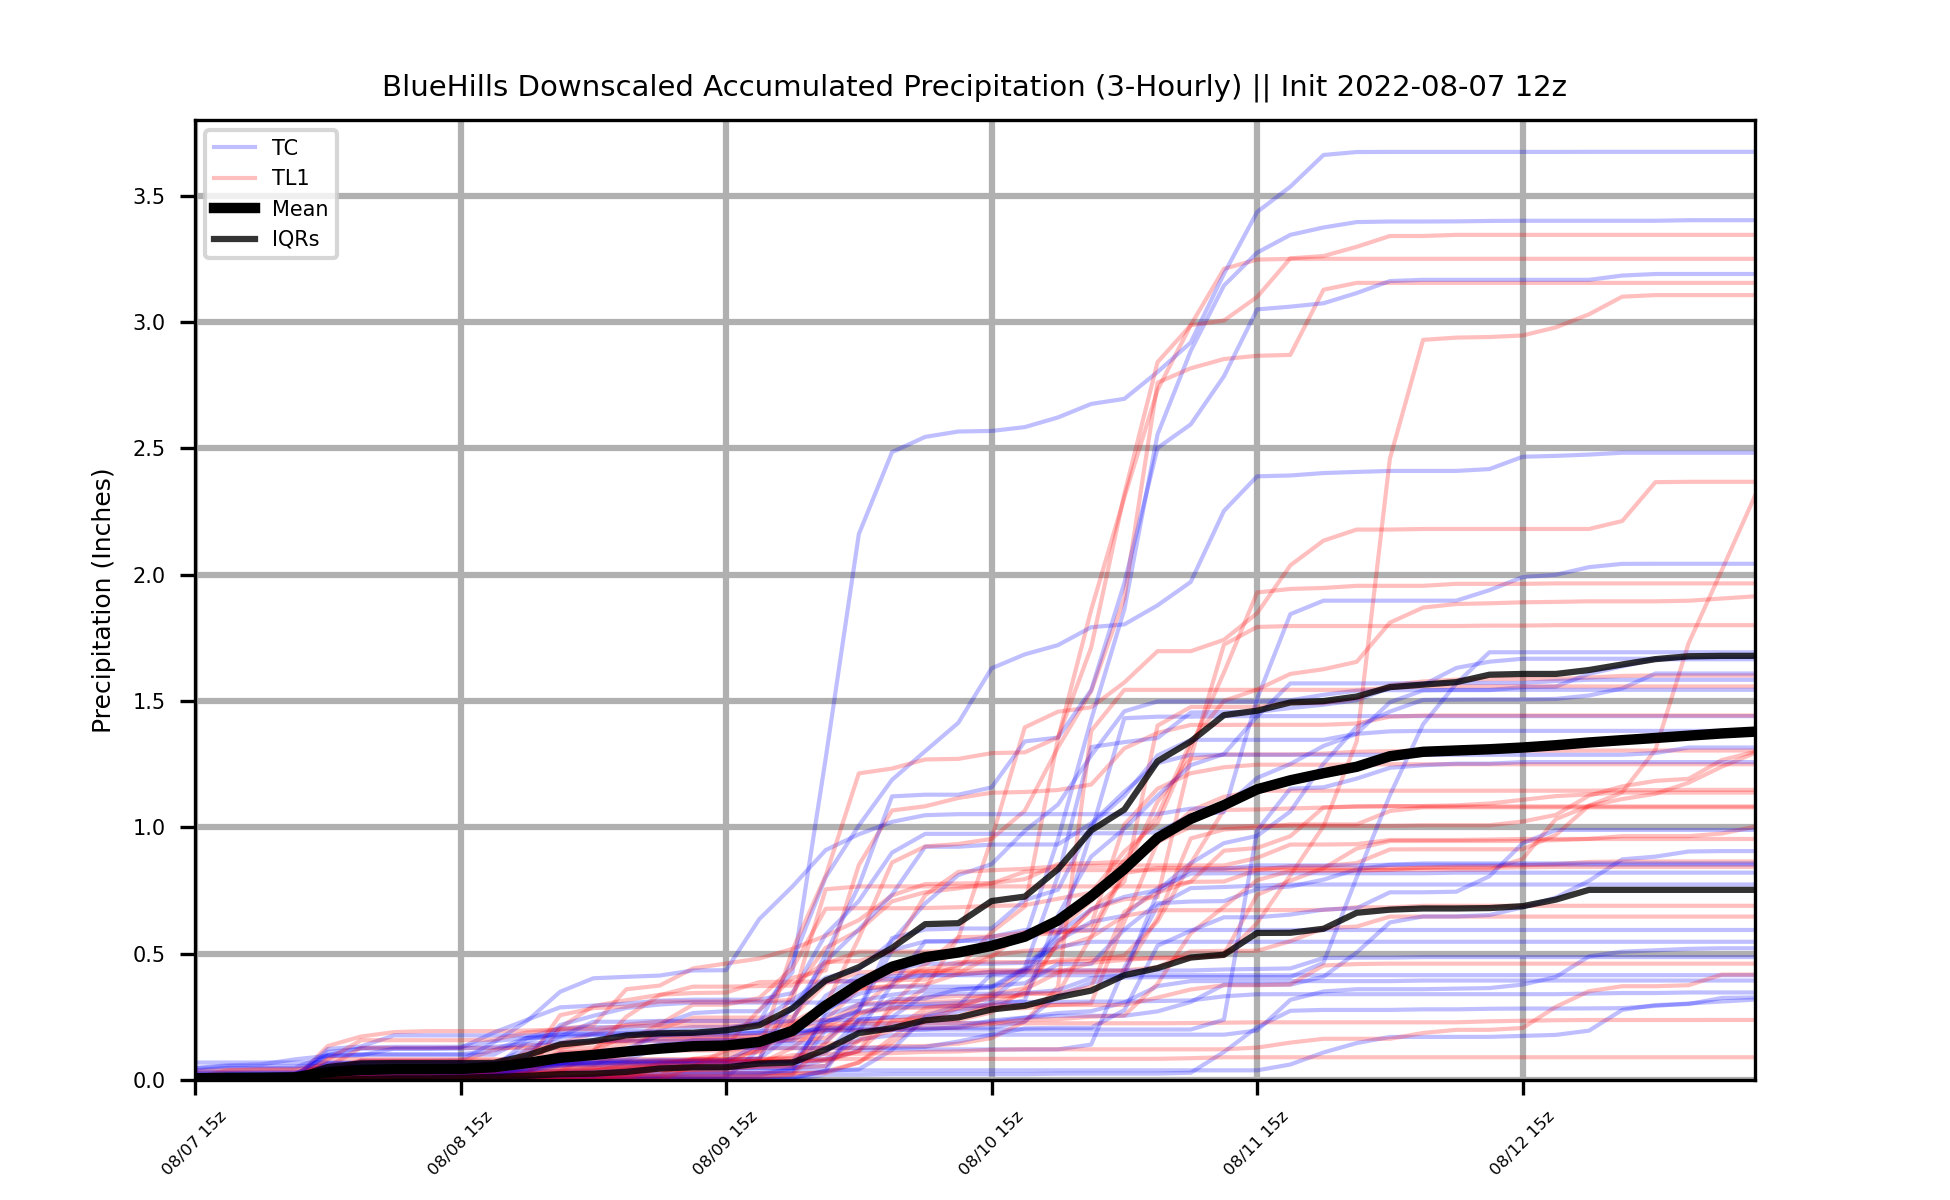 BlueHills Downscaled Accumulated Precipitation (3-Hourly) || Init 2022-08-07 12z
TC
TL1
Mean
IQRs
Precipitation (Inches)
3.5
3.0
2.5
2.0
1.5
1.0
0.5
0.0
08/07 15z
08/08 15z
08/09 15z
08/10 15z
08/11 15z
08/12 15z